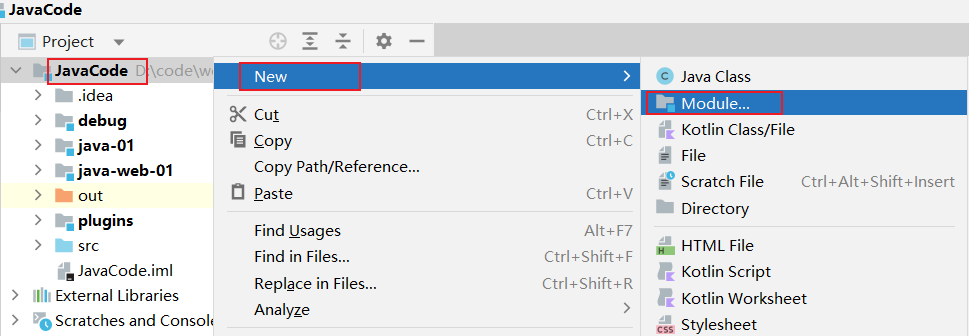 JavaCode
Project
JavaCode D:\code\w
.idea
debug
java-01
java-web-01
out
plugins
src
JavaCode.iml
External Libraries
Scratches and Console
New
Cut Ctrl+X
Copy Ctrl+C
Copy Path/Reference...
Paste Ctrl+V
Find Usages Alt+F7
Find in Files... Ctrl+Shift+F
Replace in Files... Ctrl+Shift+R
Analyze
C Java Class
Module...
Kotlin Class/File
File
Scratch File Ctrl+Alt+Shift+Insert
Directory
H HTML File
Kotlin Script
Kotlin Worksheet
CSS Stylesheet